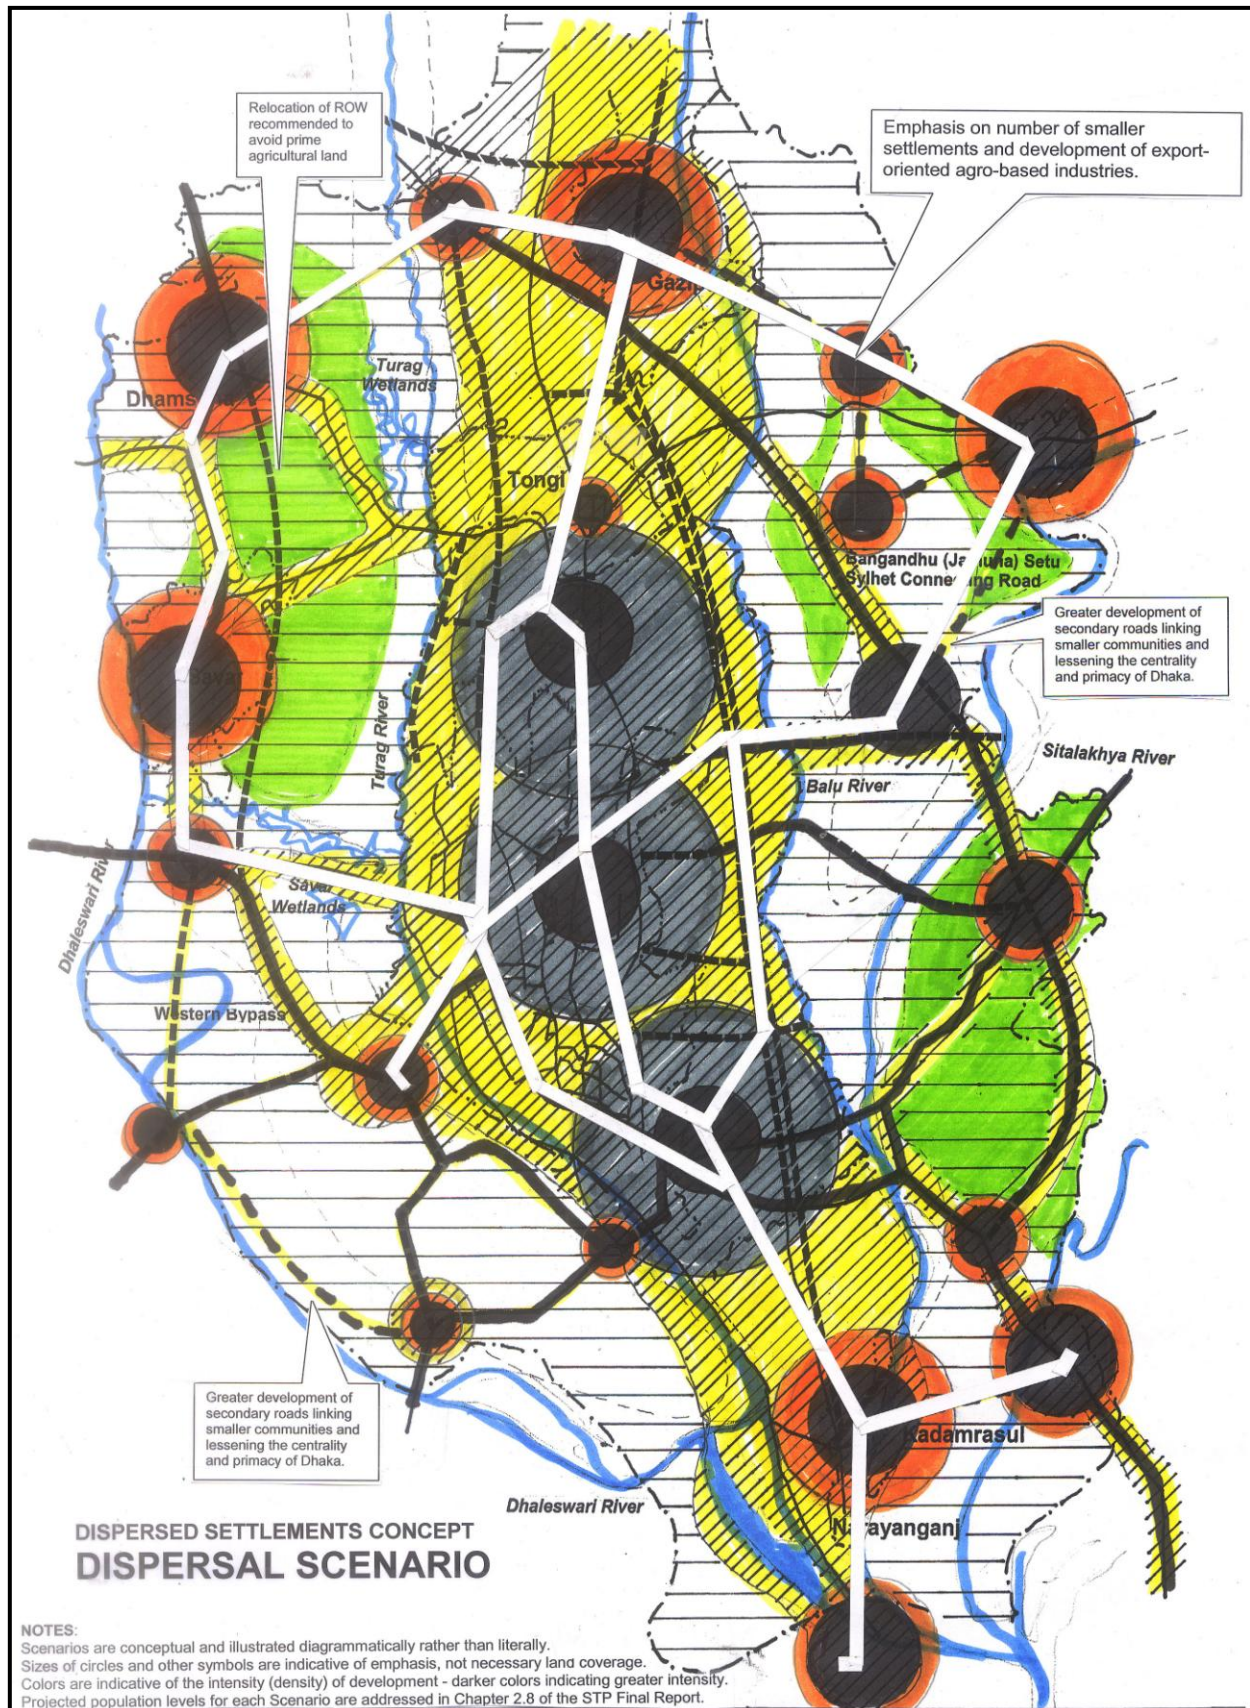 Relocation of ROW
recommended to
avoid prime
agricultural land
Emphasis on number of smaller
settlements and development of export-
oriented agro-based industries.
Turag
Wetlands
Tongi
Bangandhu (Jamuna) Setu
Sylhet Connecting Road
Greater development of
secondary roads linking
smaller communities and
lessening the centrality
and primacy of Dhaka.
Turag River
Sitalakhya River
Balu River
Dhaleswari River
Savar
Wetlands
Western Bypass
Greater development of
secondary roads linking
smaller communities and
lessening the centrality
and primacy of Dhaka.
Kadamrasul
Dhaleswari River
Narayanganj
DISPERSED SETTLEMENTS CONCEPT
DISPERSAL SCENARIO
NOTES:
Scenarios are conceptual and illustrated diagrammatically rather than literally.
Sizes of circles and other symbols are indicative of emphasis, not necessary land coverage.
Colors are indicative of the intensity (density) of development - darker colors indicating greater intensity.
Projected population levels for each Scenario are addressed in Chapter 2.8 of the STP Final Report.